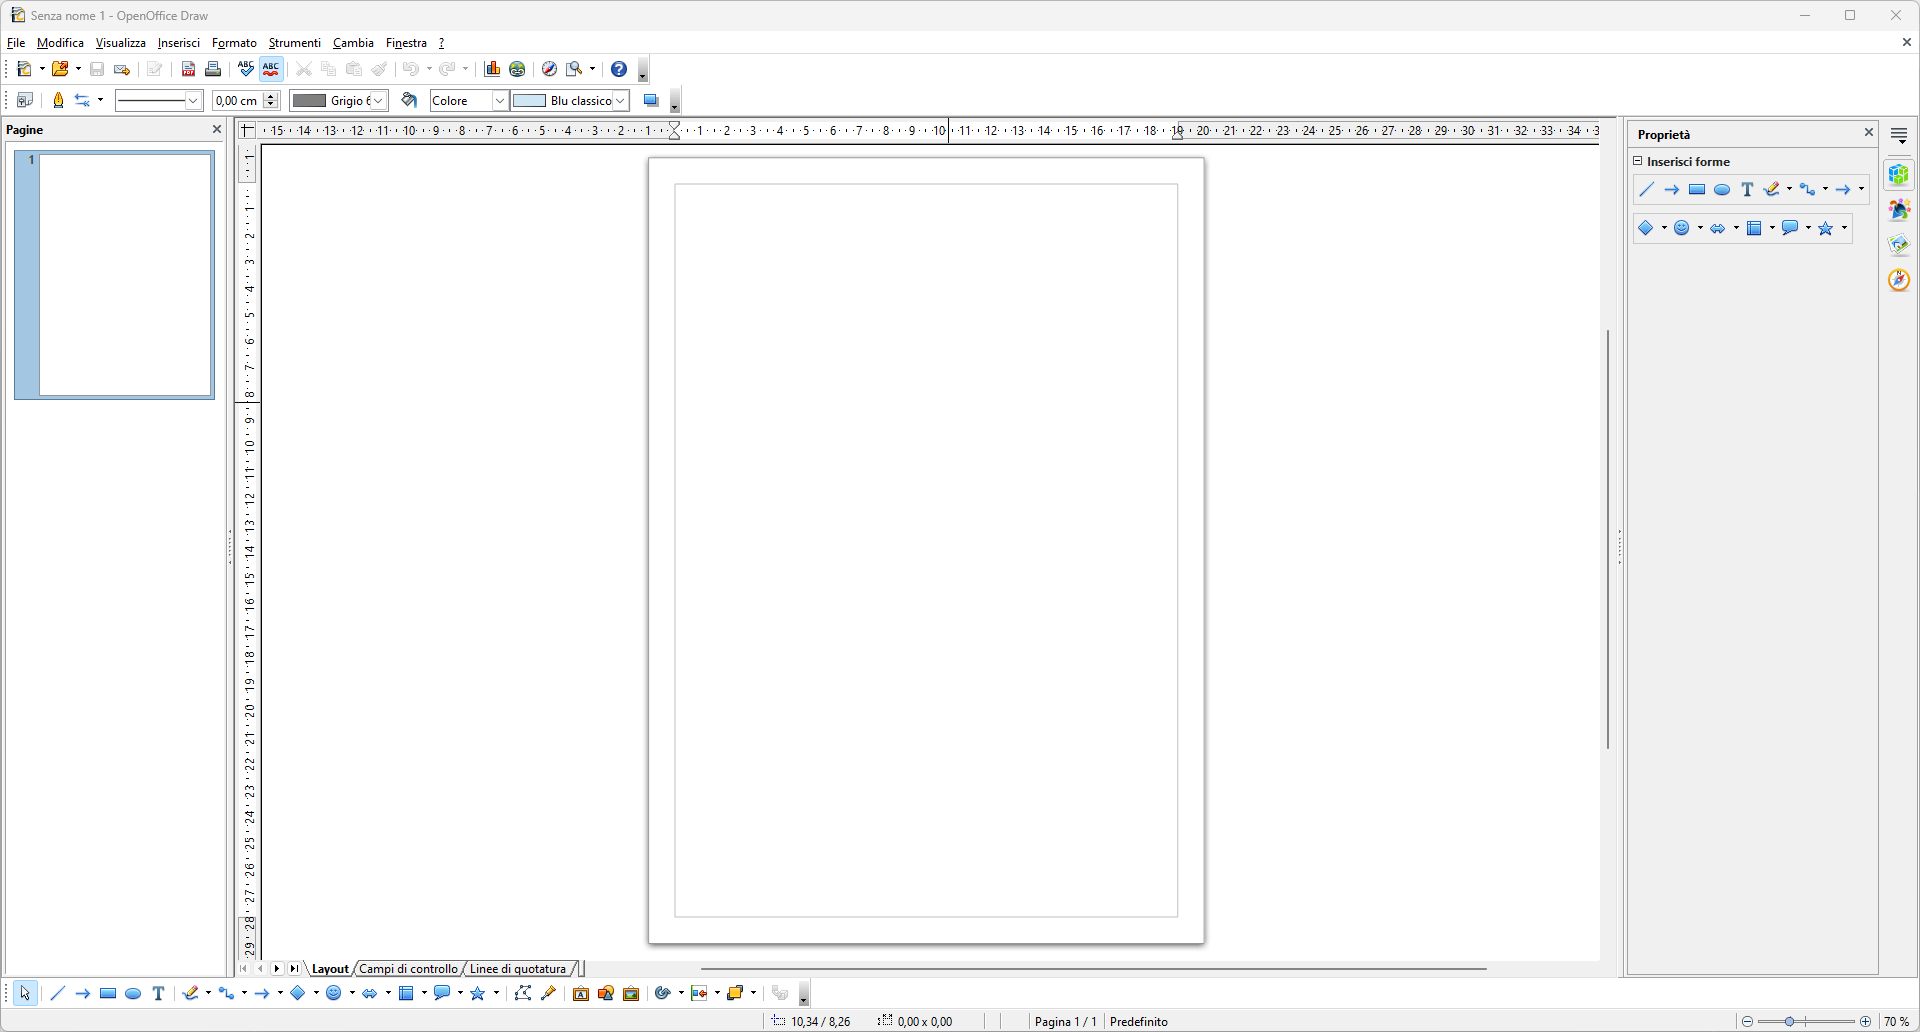 Senza nome 1 - OpenOffice Draw
File Modifica Visualizza Inserisci Formato Strumenti Cambia Finestra ?
0,00 cm Grigio 6 Colore Blu classico
Pagine
1
15 14 13 12 11 10 9 8 7 6 5 4 3 2 1 1 2 3 4 5 6 7 8 9 10 11 12 13 14 15 16 17 18 19 20 21 22 23 24 25 26 27 28 29 30 31 32 33 34 3
1 1 2 3 4 5 6 7 8 9 10 11 12 13 14 15 16 17 18 19 20 21 22 23 24 25 26 27 28 29
Proprietà
Inserisci forme
Layout Campi di controllo Linee di quotatura
10,34 / 8,26 0,00 x 0,00 Pagina 1 / 1 Predefinito 70 %